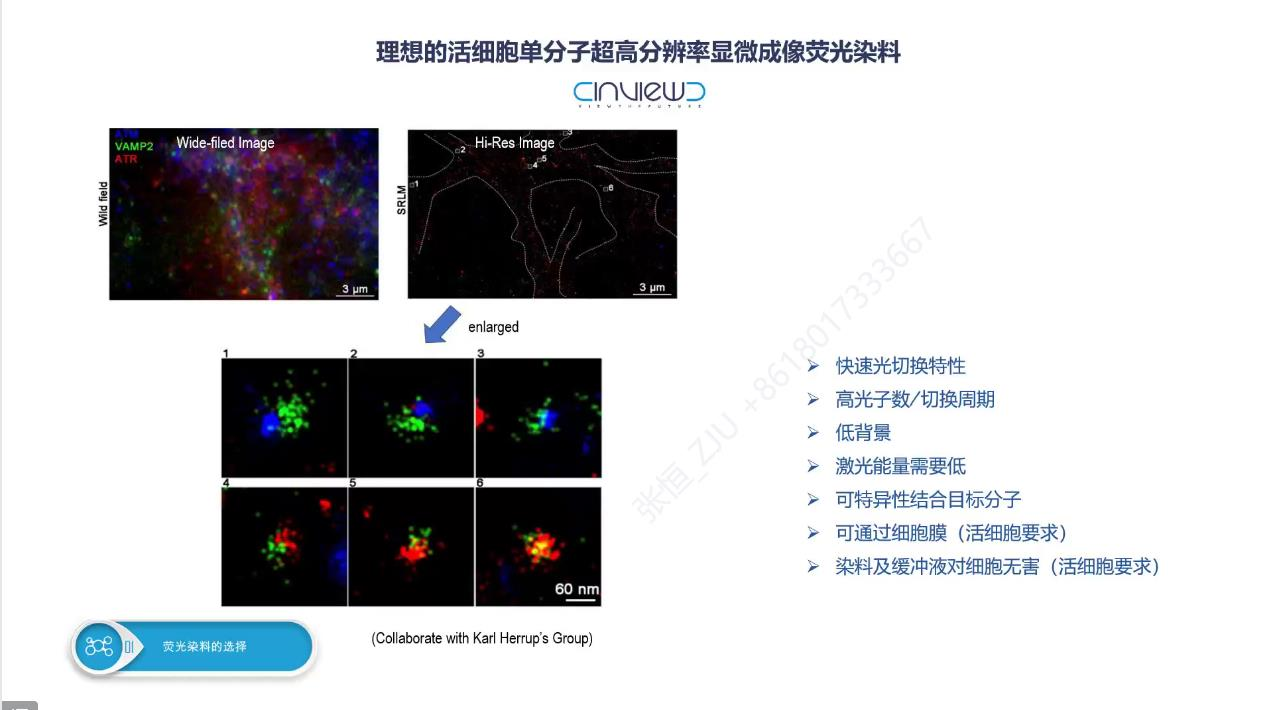 理想的活细胞单分子超高分辨率显微成像荧光染料
CINVIEW
VIEW THE FUTURE
ATM
VAMP2
ATR
Wide-filed Image
Wild field
3 μm
Hi-Res Image
SRLM
1
2
3
4
5
6
3 μm
enlarged
1
2
3
4
5
6
60 nm
(Collaborate with Karl Herrup's Group)
快速光切换特性
高光子数/切换周期
低背景
激光能量需要低
可特异性结合目标分子
可通过细胞膜（活细胞要求）
染料及缓冲液对细胞无害（活细胞要求）
张恒_ZJU +8618017333667
01
荧光染料的选择